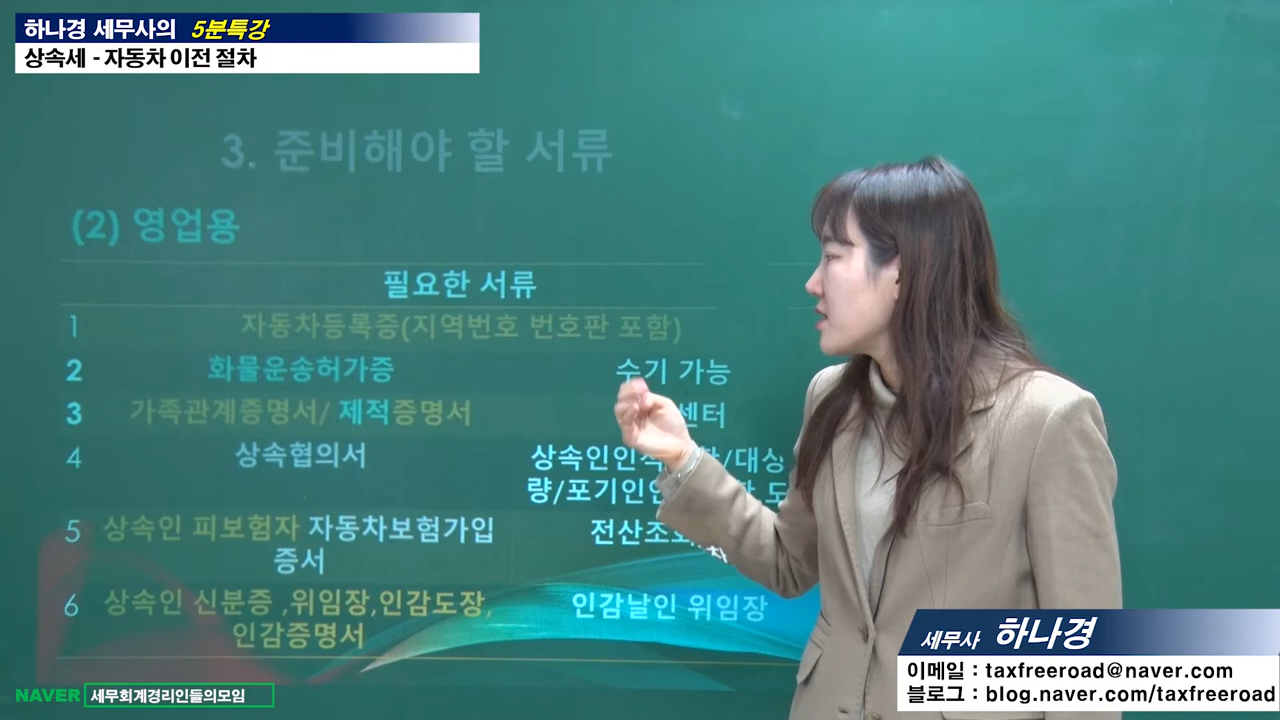 하나경 세무사의 5분특강
상속세 - 자동차 이전 절차
3. 준비해야 할 서류
(2) 영업용
필요한 서류
1 자동차등록증(지역번호 번호판 포함)
2 화물운송허가증 수기 가능
3 가족관계증명서/ 제적증명서 센터
4 상속협의서 상속인인적 /대상
량/포기인인 도
5 상속인 피보험자 자동차보험가입 전산조회
증서
6 상속인 신분증 ,위임장,인감도장, 인감날인 위임장
인감증명서
세무사 하나경
이메일 : taxfreeroad@naver.com
블로그 : blog.naver.com/taxfreeroad
NAVER 세무회계경리인들의모임